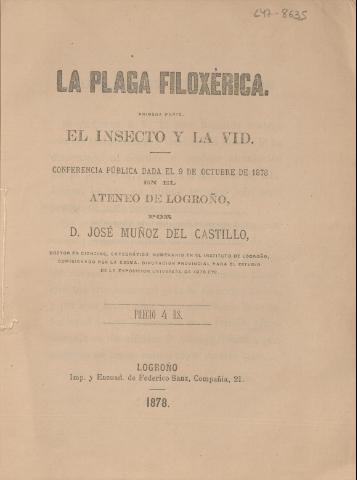 647-8635
LA PLAGA FILOXÉRICA.
PRIMERA PARTE.
EL INSECTO Y LA VID.
CONFERENCIA PÚBLICA DADA EL 9 DE OCTUBRE DE 1878
EN EL
ATENEO DE LOGROÑO,
POR
D. JOSÉ MUÑOZ DEL CASTILLO,
DOCTOR EN CIENCIAS, CATEDRÁTICO NUMERARIO EN EL INSTITUTO DE LOGROÑO,
COMISIONADO POR LA EXCMA. DIPUTACION PROVINCIAL PARA EL ESTUDIO
DE LA EXPOSICION UNIVERSAL DE 1878 ETC.
PRECIO 4 RS.
LOGROÑO
Imp. y Encuad. de Federico Sanz, Compañía, 21.
1878.